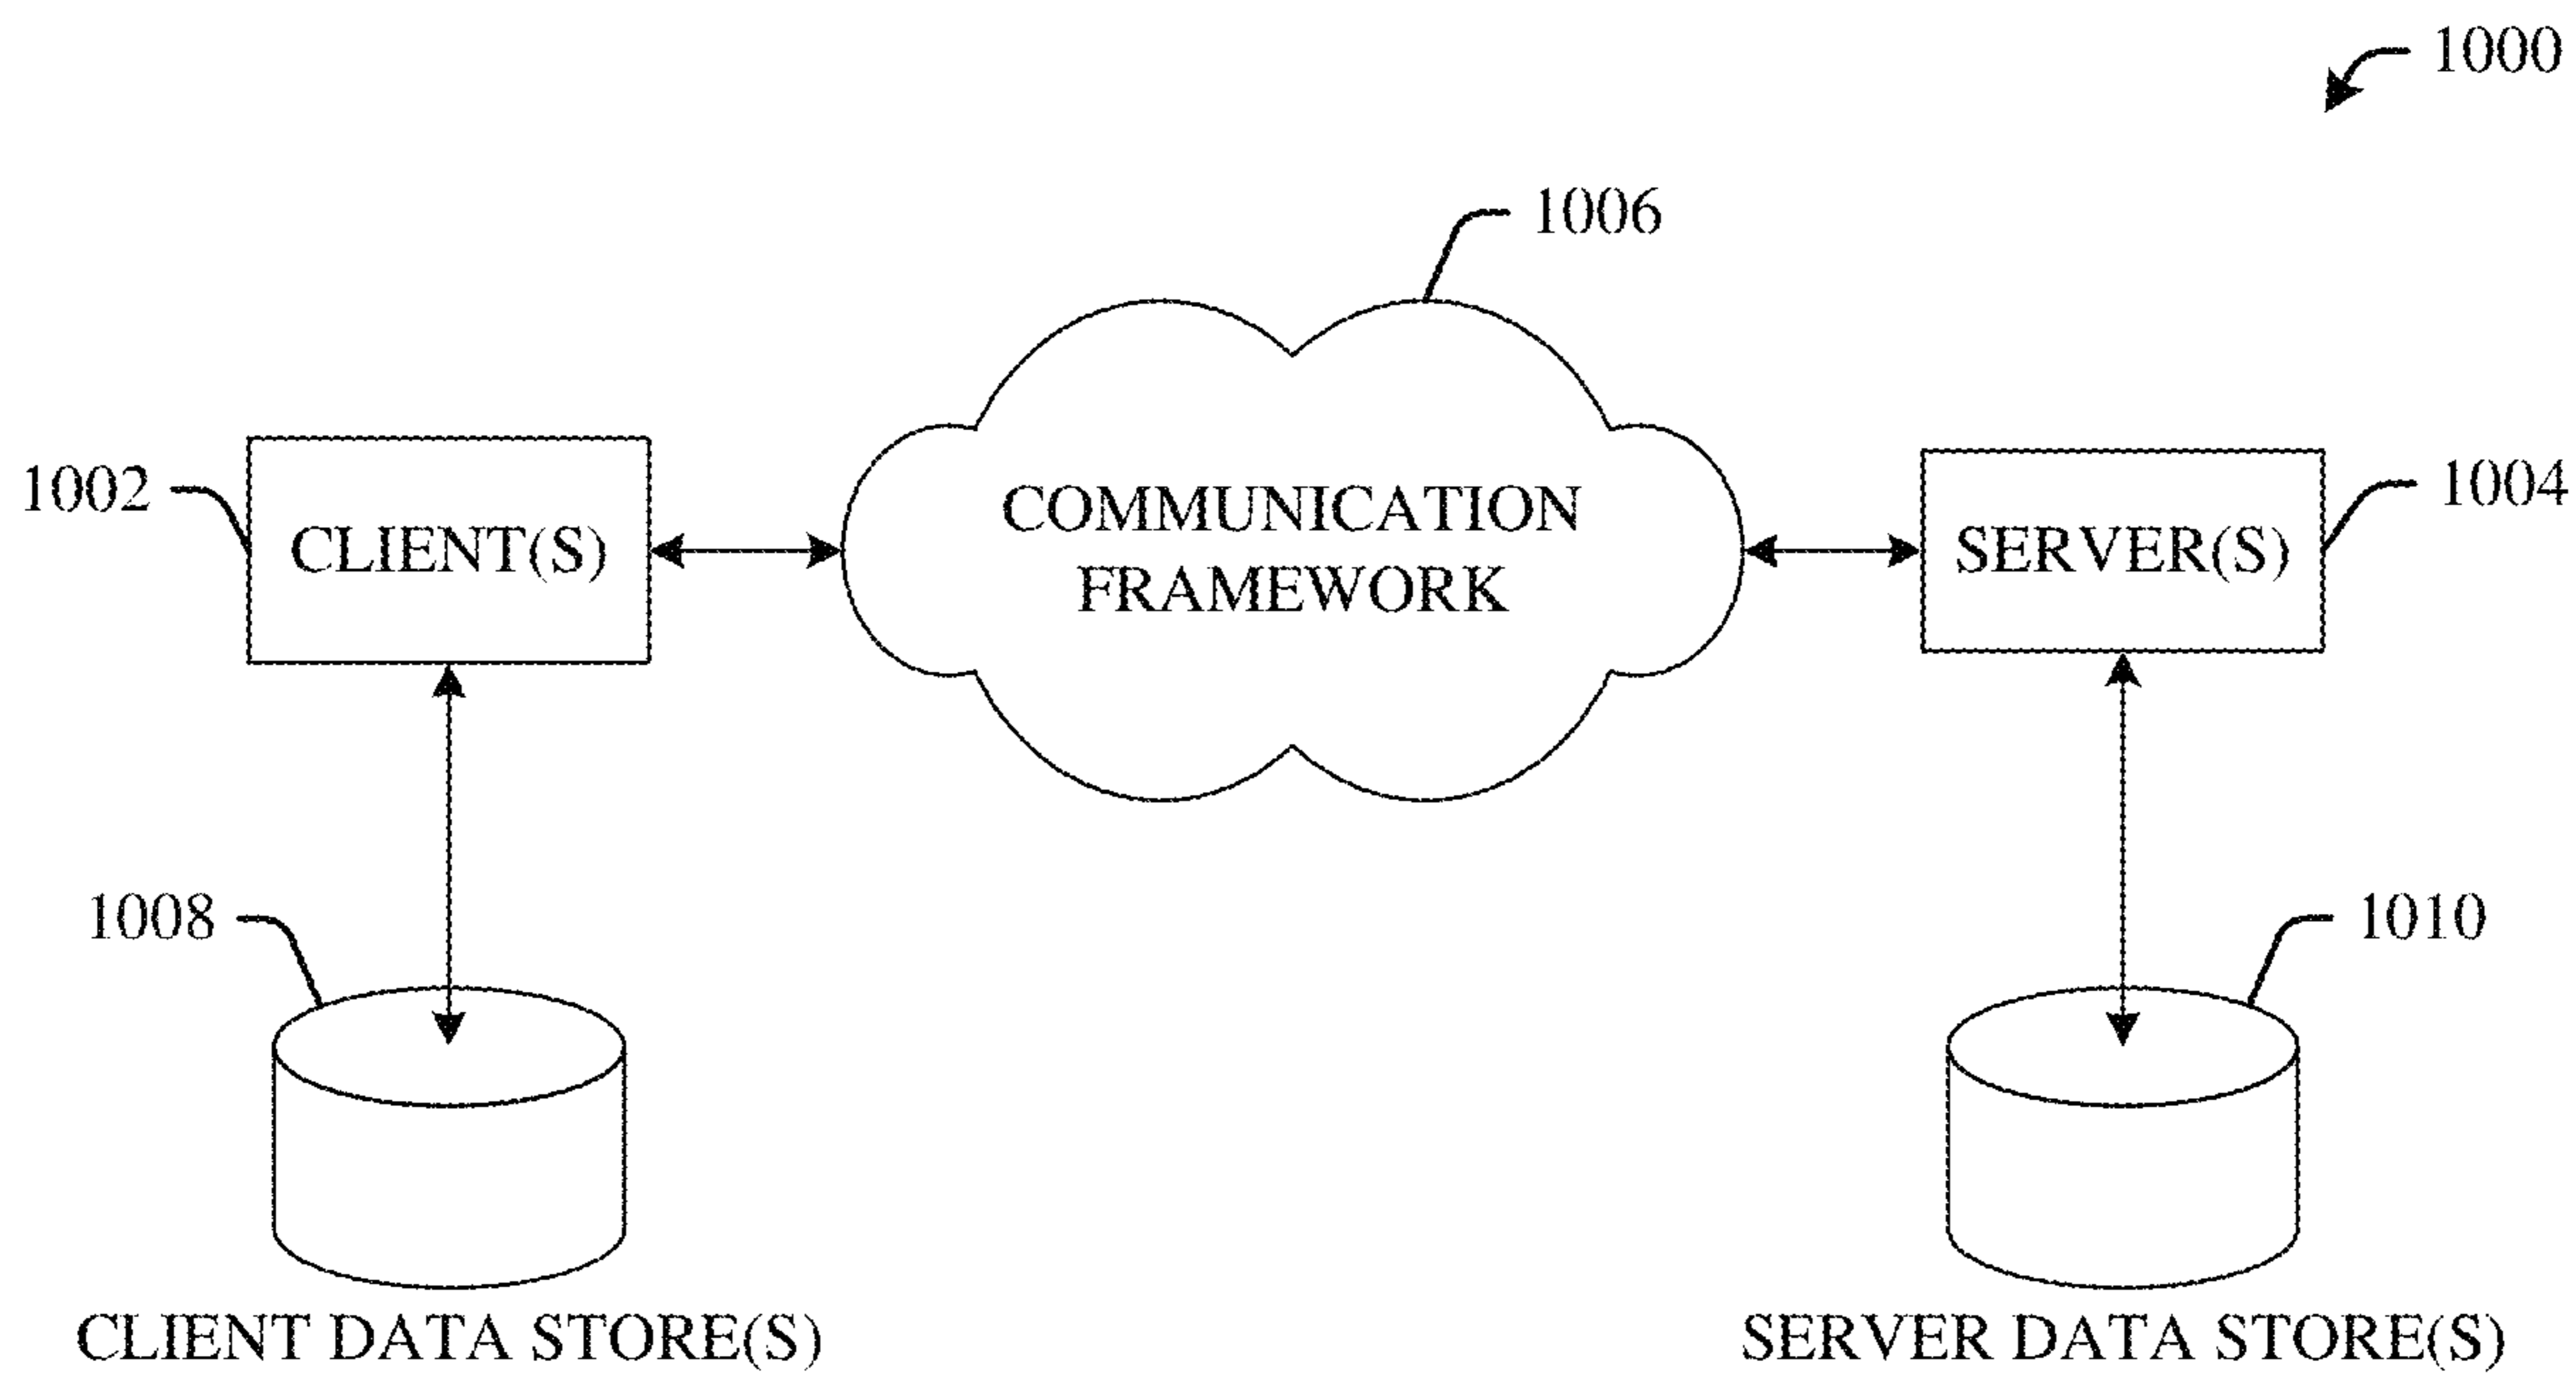 1000
1006
1002
CLIENT(S)
COMMUNICATION
FRAMEWORK
SERVER(S)
1004
1008
1010
CLIENT DATA STORE(S)
SERVER DATA STORE(S)